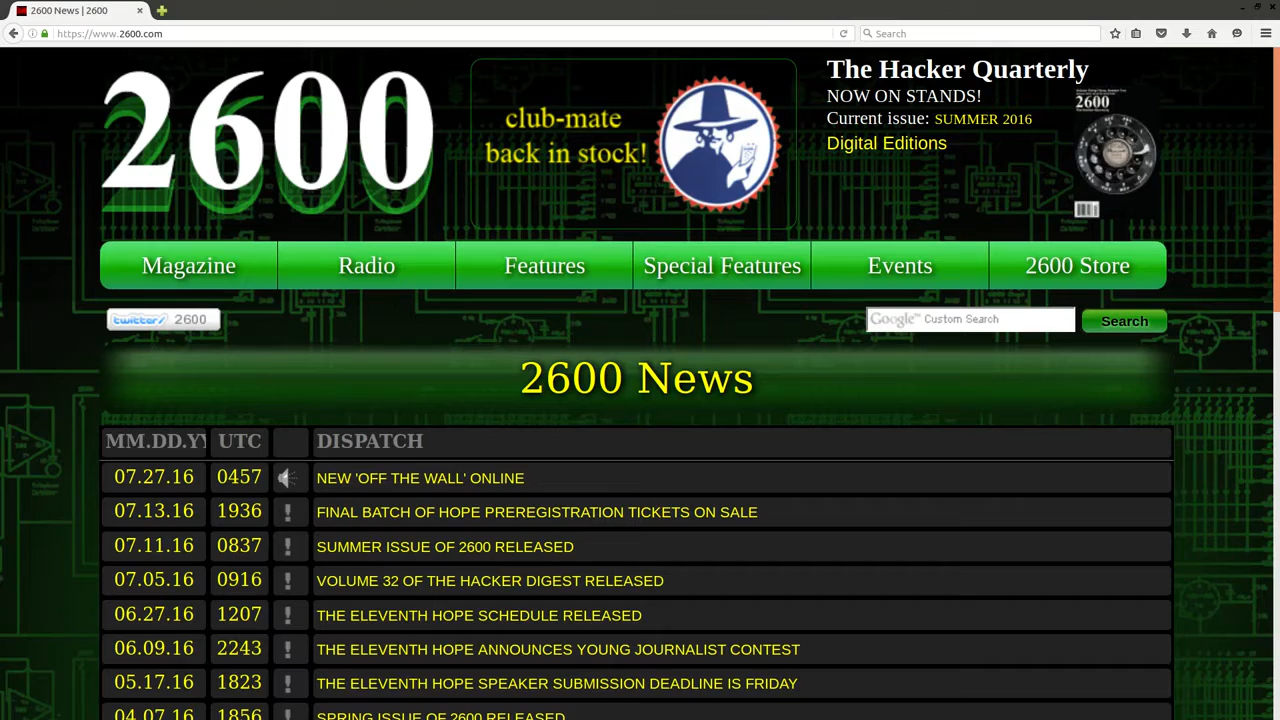 2600 News | 2600
https://www.2600.com
Search
2600
club-mate
back in stock!
The Hacker Quarterly
NOW ON STANDS!
Current issue: SUMMER 2016
Digital Editions
2600
Magazine
Radio
Features
Special Features
Events
2600 Store
twitter 2600
Google™ Custom Search
Search
2600 News
MM.DD.YY UTC DISPATCH
07.27.16 0457 NEW 'OFF THE WALL' ONLINE
07.13.16 1936 FINAL BATCH OF HOPE PREREGISTRATION TICKETS ON SALE
07.11.16 0837 SUMMER ISSUE OF 2600 RELEASED
07.05.16 0916 VOLUME 32 OF THE HACKER DIGEST RELEASED
06.27.16 1207 THE ELEVENTH HOPE SCHEDULE RELEASED
06.09.16 2243 THE ELEVENTH HOPE ANNOUNCES YOUNG JOURNALIST CONTEST
05.17.16 1823 THE ELEVENTH HOPE SPEAKER SUBMISSION DEADLINE IS FRIDAY
04.07.16 1856 SPRING ISSUE OF 2600 RELEASED